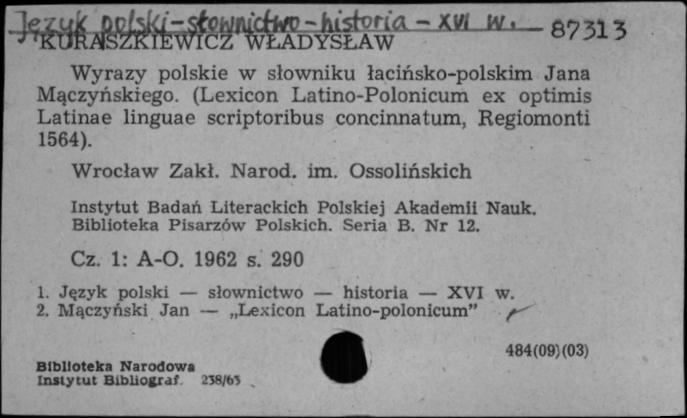 Język polski-słownictwo-historia - XVI w. - 87313
KURASZKIEWICZ WŁADYSŁAW
Wyrazy polskie w słowniku łacińsko-polskim Jana
Mączyńskiego. (Lexicon Latino-Polonicum ex optimis
Latinae linguae scriptoribus concinnatum, Regiomonti
1564).
Wrocław Zakł. Narod. im. Ossolińskich
Instytut Badań Literackich Polskiej Akademii Nauk.
Biblioteka Pisarzów Polskich. Seria B. Nr 12.
Cz. 1: A-O. 1962 s. 290
1. Język polski — słownictwo — historia — XVI w.
2. Mączyński Jan — „Lexicon Latino-polonicum”
484(09)(03)
Biblioteka Narodowa
Instytut Bibliograf. 238/63